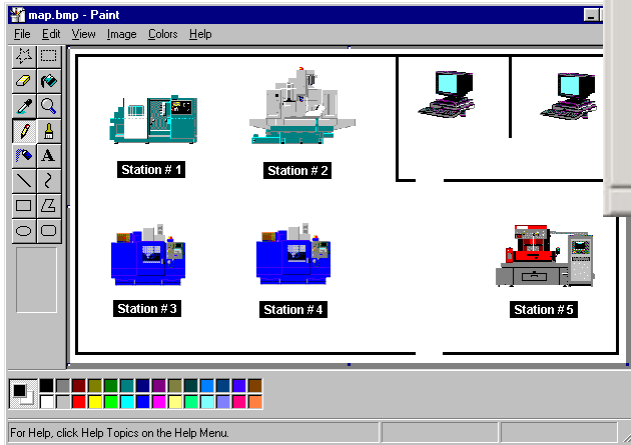 map.bmp - Paint
File Edit View Image Colors Help
A
Station # 1
Station # 2
Station # 3
Station # 4
Station # 5
For Help, click Help Topics on the Help Menu.